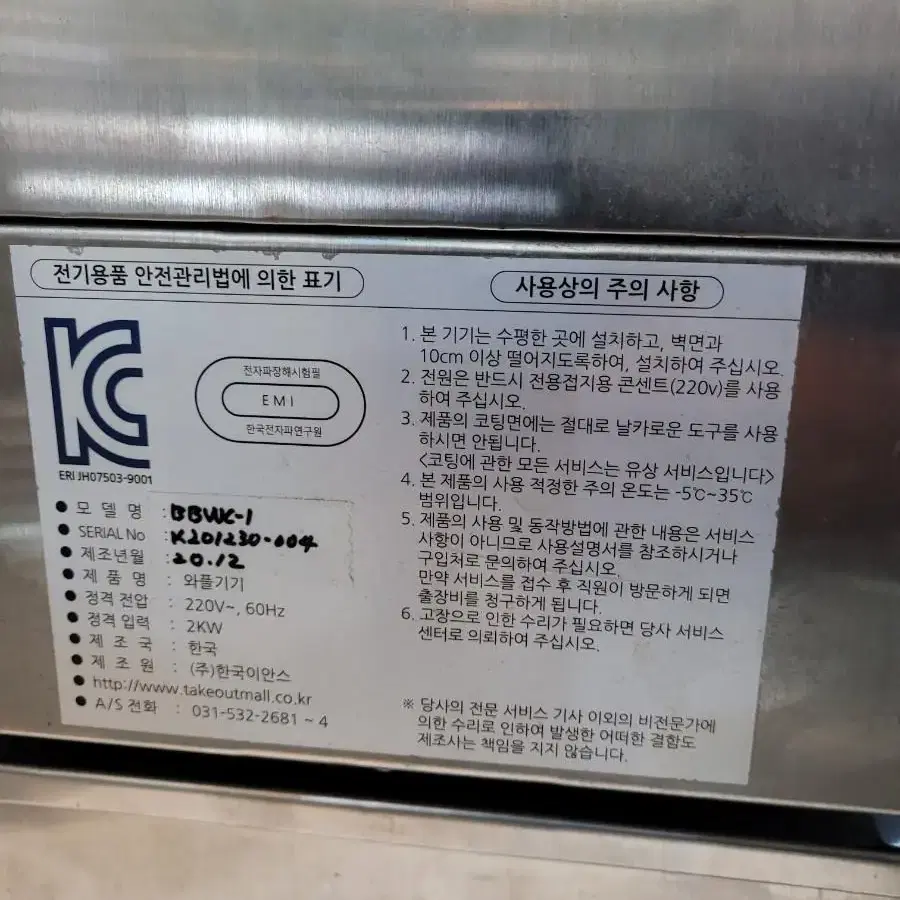 전기용품 안전관리법에 의한 표기
KC
ERI JH07503-9001
전자파장해시험필
EMI
한국전자파연구원
● 모 델 명 : BBWK-1
● SERIAL No : K201230-004
● 제조년월 : 20.12
● 제 품 명 : 와플기기
● 정격 전압 : 220V~, 60Hz
● 정격 입력 : 2KW
● 제 조 국 : 한국
● 제 조 원 : (주)한국이안스
● http://www.takeoutmall.co.kr
● A/S 전화 : 031-532-2681 ~ 4
사용상의 주의 사항
1. 본 기기는 수평한 곳에 설치하고, 벽면과
10cm 이상 떨어지도록하여, 설치하여 주십시오.
2. 전원은 반드시 전용접지용 콘센트(220v)를 사용
하여 주십시오.
3. 제품의 코팅면에는 절대로 날카로운 도구를 사용
하시면 안됩니다.
<코팅에 관한 모든 서비스는 유상 서비스입니다>
4. 본 제품의 사용 적정한 주의 온도는 -5℃~35℃
범위입니다.
5. 제품의 사용 및 동작방법에 관한 내용은 서비스
사항이 아니므로 사용설명서를 참조하시거나
구입처로 문의하여 주십시오.
만약 서비스를 접수 후 직원이 방문하게 되면
출장비를 청구하게 됩니다.
6. 고장으로 인한 수리가 필요하면 당사 서비스
센터로 의뢰하여 주십시오.
※ 당사의 전문 서비스 기사 이외의 비전문가에
의한 수리로 인하여 발생한 어떠한 결함도
제조사는 책임을 지지 않습니다.